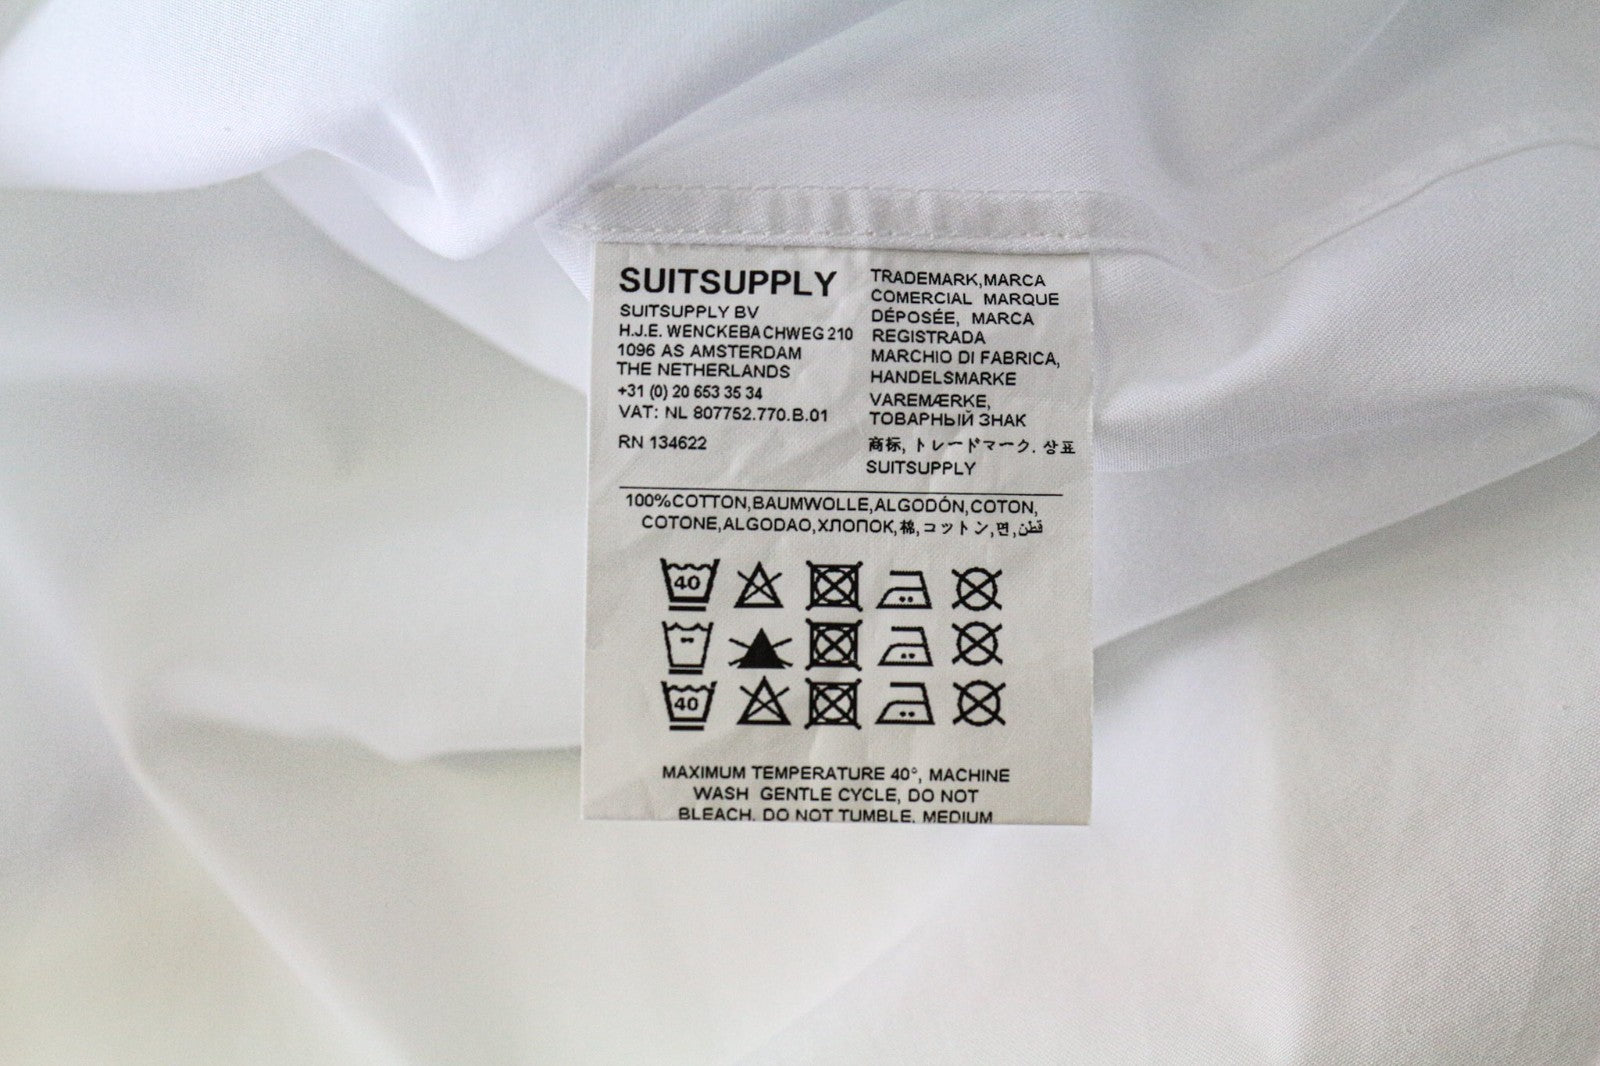 SUITSUPPLY
SUITSUPPLY BV
H.J.E. WENCKEBACHWEG 210
1096 AS AMSTERDAM
THE NETHERLANDS
+31 (0) 20 653 35 34
VAT: NL 807752.770.B.01
RN 134622
TRADEMARK,MARCA
COMERCIAL MARQUE
DÉPOSÉE, MARCA
REGISTRADA
MARCHIO DI FABRICA,
HANDELSMARKE
VAREMÆRKE,
ТОВАРНЫЙ ЗНАК
商标, トレードマーク. 상표
SUITSUPPLY
100%COTTON,BAUMWOLLE,ALGODÓN,COTON,
COTONE,ALGODAO,ХЛОПОК,棉,コットン,면,قطن
40
40
MAXIMUM TEMPERATURE 40°, MACHINE
WASH GENTLE CYCLE, DO NOT
BLEACH, DO NOT TUMBLE, MEDIUM